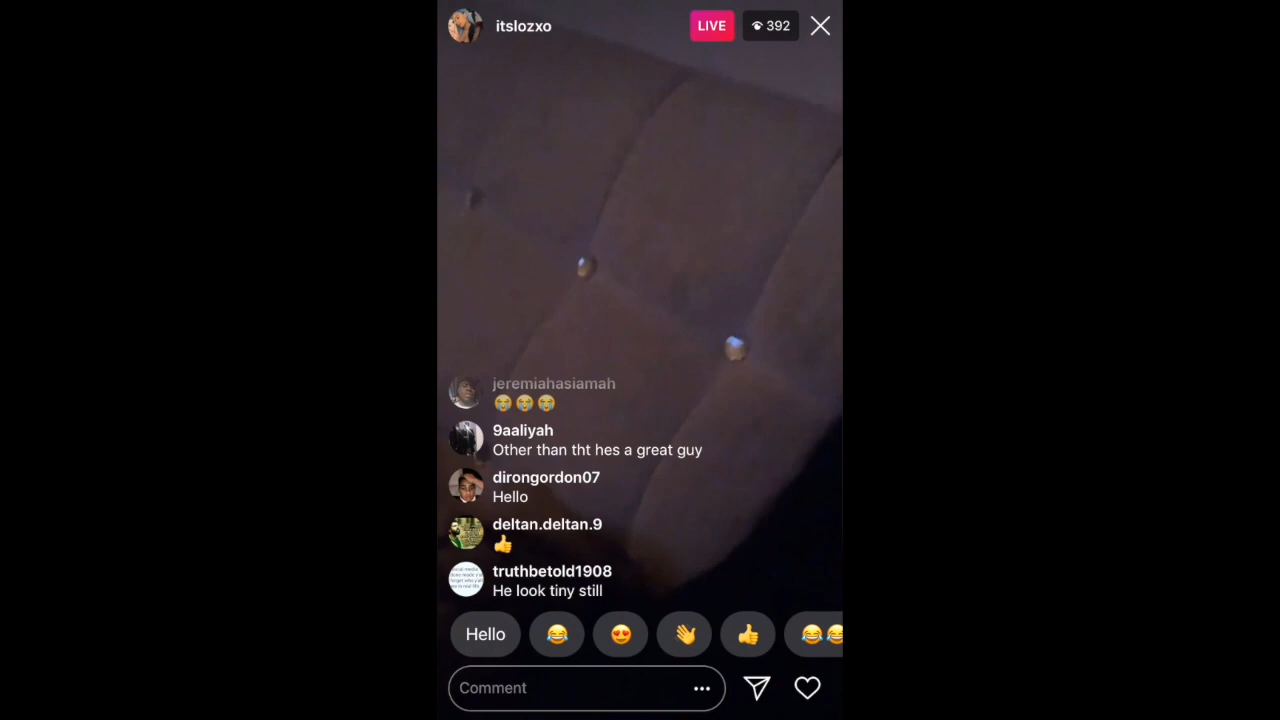 itslozxo
LIVE
392
jeremiahasiamah
😭😭😭
9aaliyah
Other than tht hes a great guy
dirongordon07
Hello
deltan.deltan.9
👍
truthbetold1908
He look tiny still
Hello 😂 😍 👋 👍 😂😂
Comment